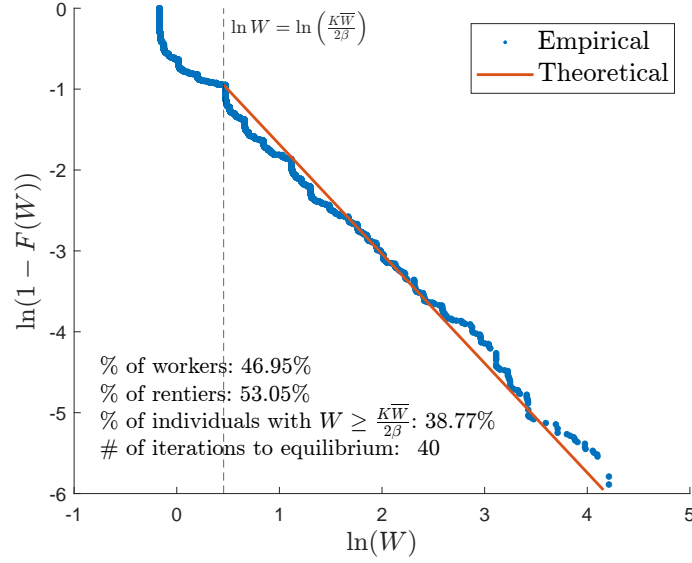 ln W = ln (K\overline{W}/2β)
Empirical
Theoretical
ln(1 − F(W))
0
-1
-2
-3
-4
-5
-6
% of workers: 46.95%
% of rentiers: 53.05%
% of individuals with W ≥ K\overline{W}/2β: 38.77%
# of iterations to equilibrium: 40
-1
0
1
2
3
4
5
ln(W)